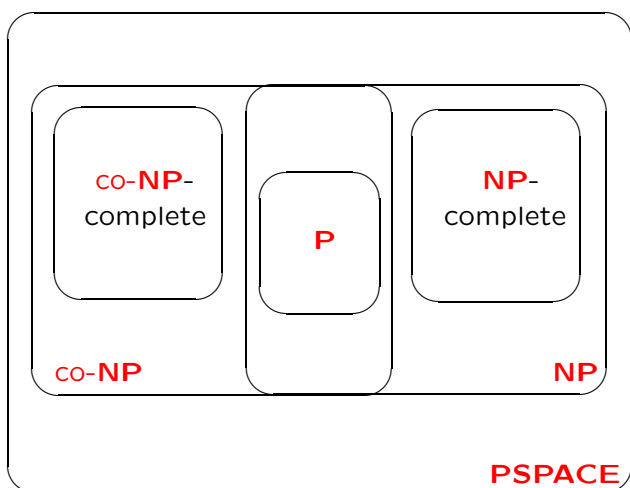 co-NP-
complete
NP-
complete
P
co-NP
NP
PSPACE